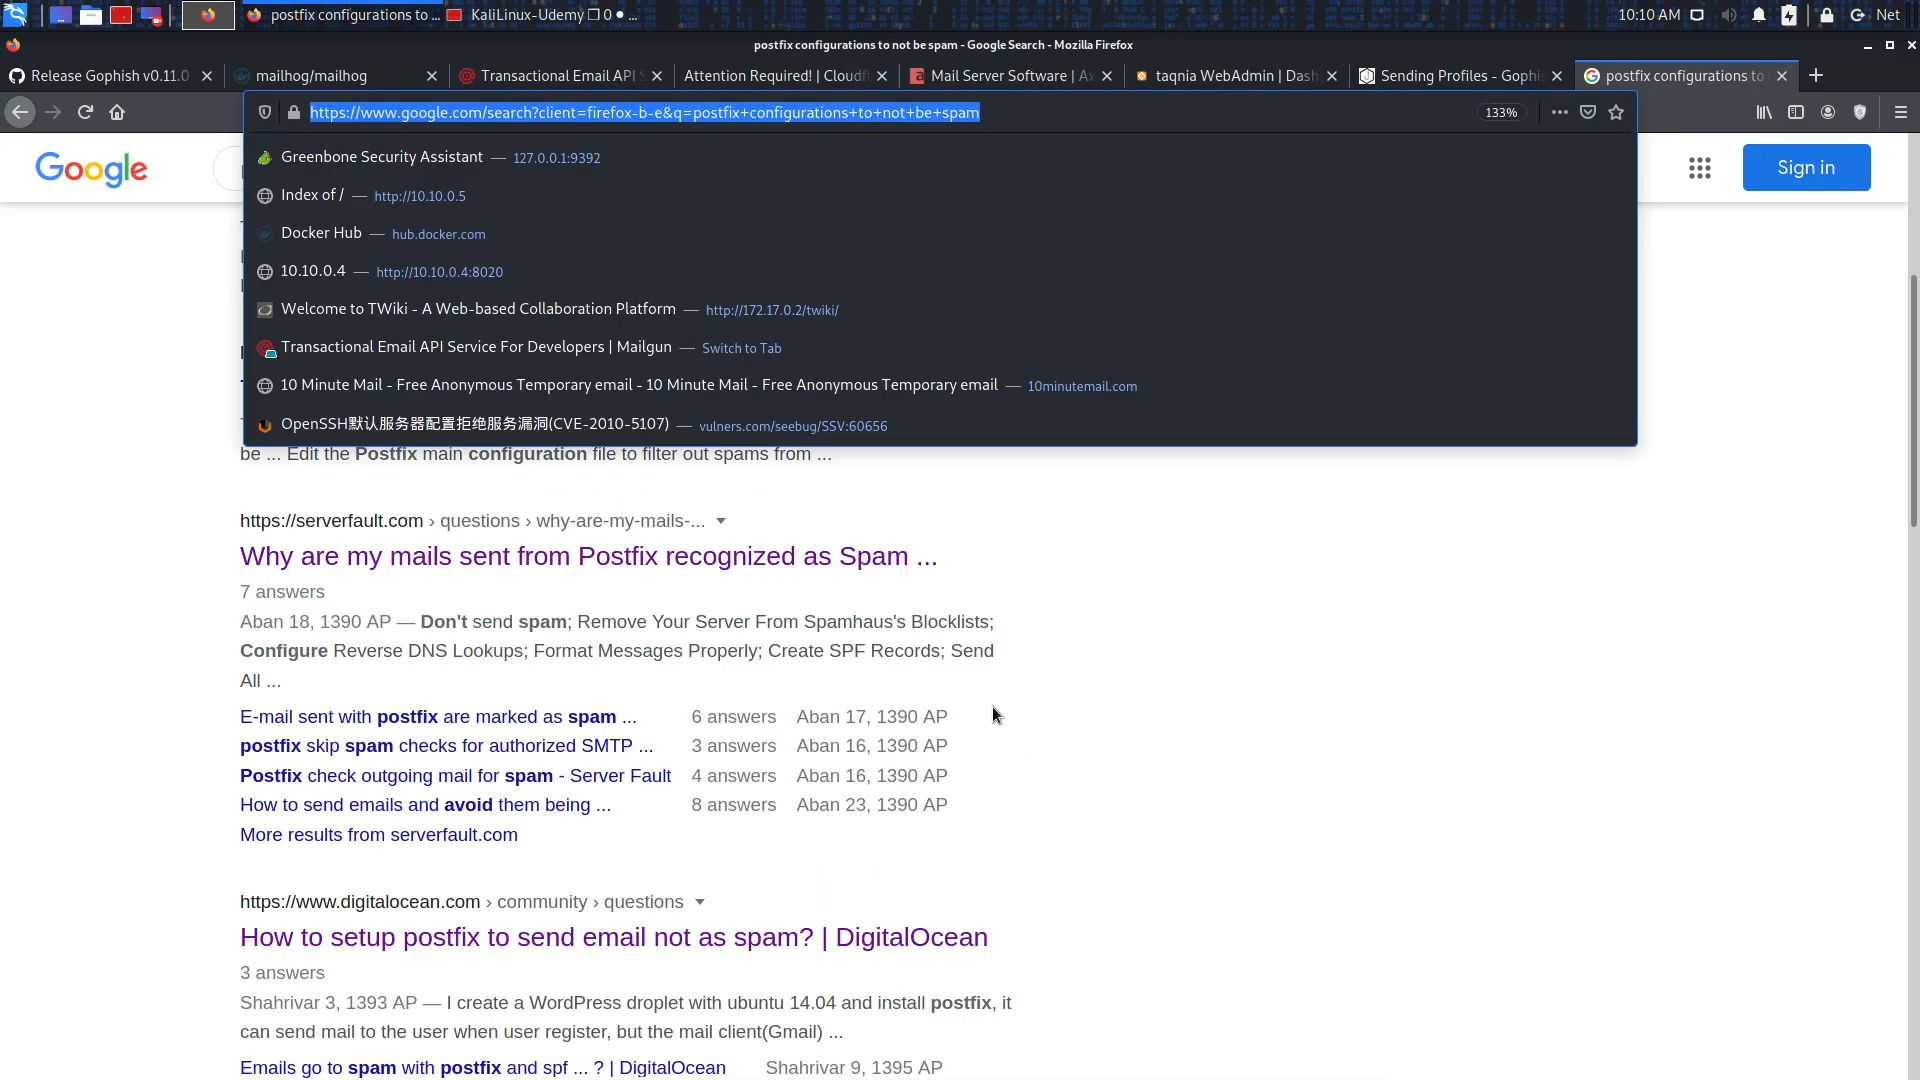 postfix configurations to ...
KaliLinux-Udemy ❐ 0 ● ...
10:10 AM
Net
postfix configurations to not be spam - Google Search - Mozilla Firefox
Release Gophish v0.11.0
mailhog/mailhog
Transactional Email API S
Attention Required! | Cloudf
Mail Server Software | Ax
taqnia WebAdmin | Dash
Sending Profiles - Gophis
postfix configurations to
https://www.google.com/search?client=firefox-b-e&q=postfix+configurations+to+not+be+spam
133%
Greenbone Security Assistant — 127.0.0.1:9392
Google
Sign in
Index of / — http://10.10.0.5
Docker Hub — hub.docker.com
10.10.0.4 — http://10.10.0.4:8020
Welcome to TWiki - A Web-based Collaboration Platform — http://172.17.0.2/twiki/
Transactional Email API Service For Developers | Mailgun — Switch to Tab
10 Minute Mail - Free Anonymous Temporary email - 10 Minute Mail - Free Anonymous Temporary email — 10minutemail.com
OpenSSH默认服务器配置拒绝服务漏洞(CVE-2010-5107) — vulners.com/seebug/SSV:60656
be ... Edit the Postfix main configuration file to filter out spams from ...
https://serverfault.com › questions › why-are-my-mails-...
Why are my mails sent from Postfix recognized as Spam ...
7 answers
Aban 18, 1390 AP — Don't send spam; Remove Your Server From Spamhaus's Blocklists;
Configure Reverse DNS Lookups; Format Messages Properly; Create SPF Records; Send
All ...
E-mail sent with postfix are marked as spam ... 6 answers Aban 17, 1390 AP
postfix skip spam checks for authorized SMTP ... 3 answers Aban 16, 1390 AP
Postfix check outgoing mail for spam - Server Fault 4 answers Aban 16, 1390 AP
How to send emails and avoid them being ... 8 answers Aban 23, 1390 AP
More results from serverfault.com
https://www.digitalocean.com › community › questions
How to setup postfix to send email not as spam? | DigitalOcean
3 answers
Shahrivar 3, 1393 AP — I create a WordPress droplet with ubuntu 14.04 and install postfix, it
can send mail to the user when user register, but the mail client(Gmail) ...
Emails go to spam with postfix and spf ... ? | DigitalOcean Shahrivar 9, 1395 AP